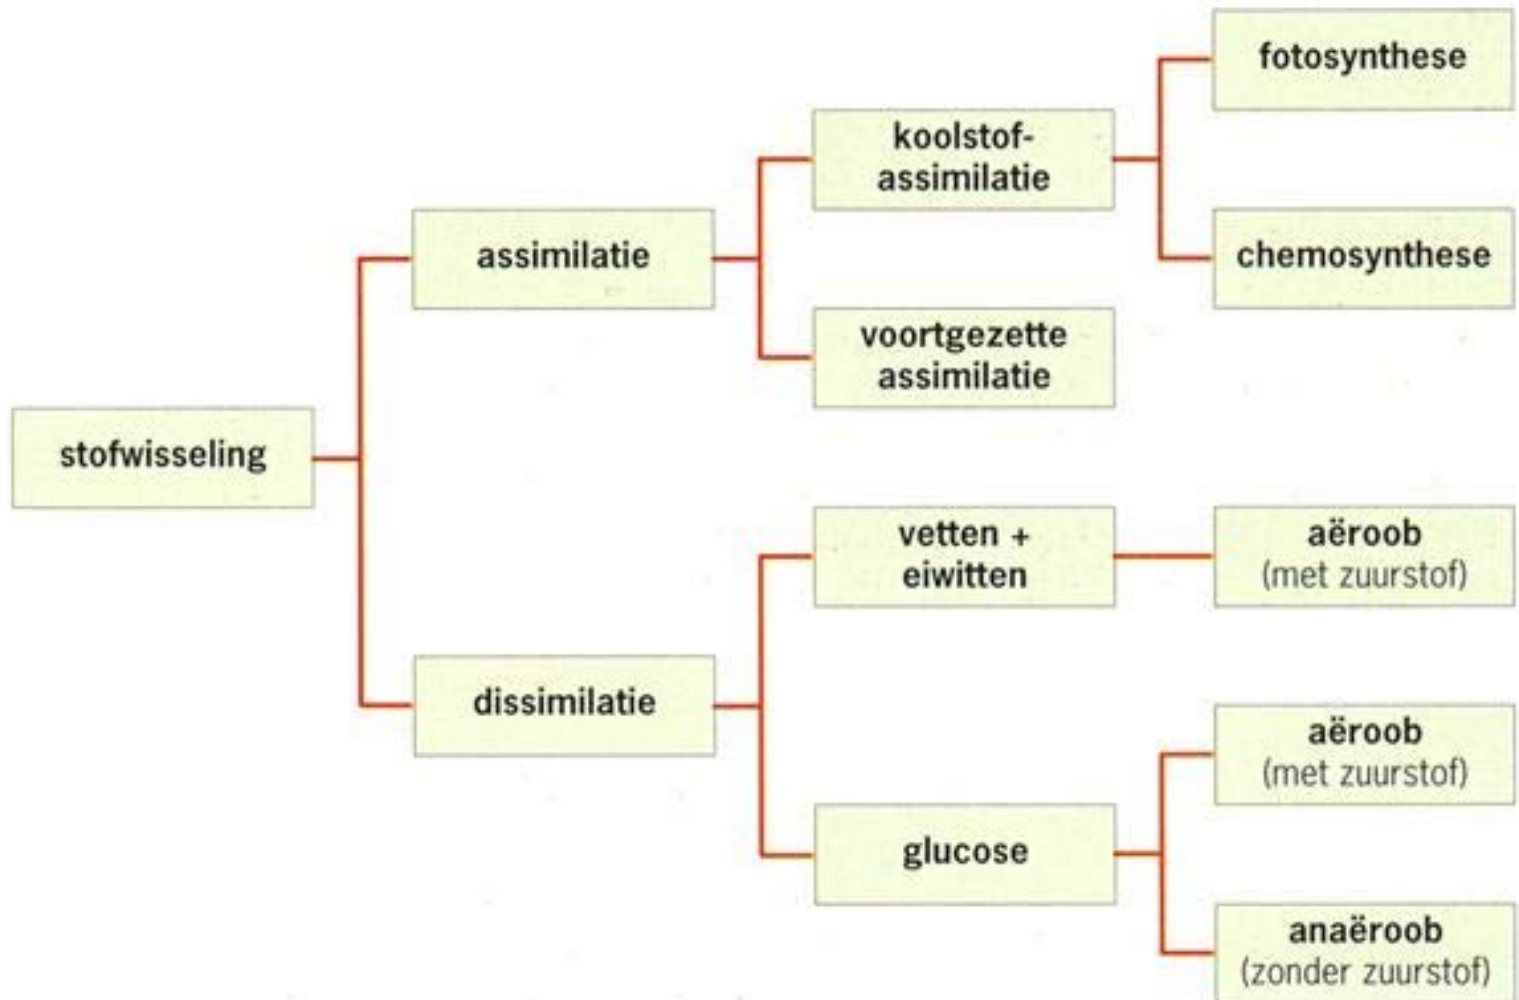 stofwisseling
assimilatie
koolstof-
assimilatie
fotosynthese
chemosynthese
voortgezette
assimilatie
dissimilatie
vetten +
eiwitten
aëroob
(met zuurstof)
glucose
aëroob
(met zuurstof)
anaëroob
(zonder zuurstof)